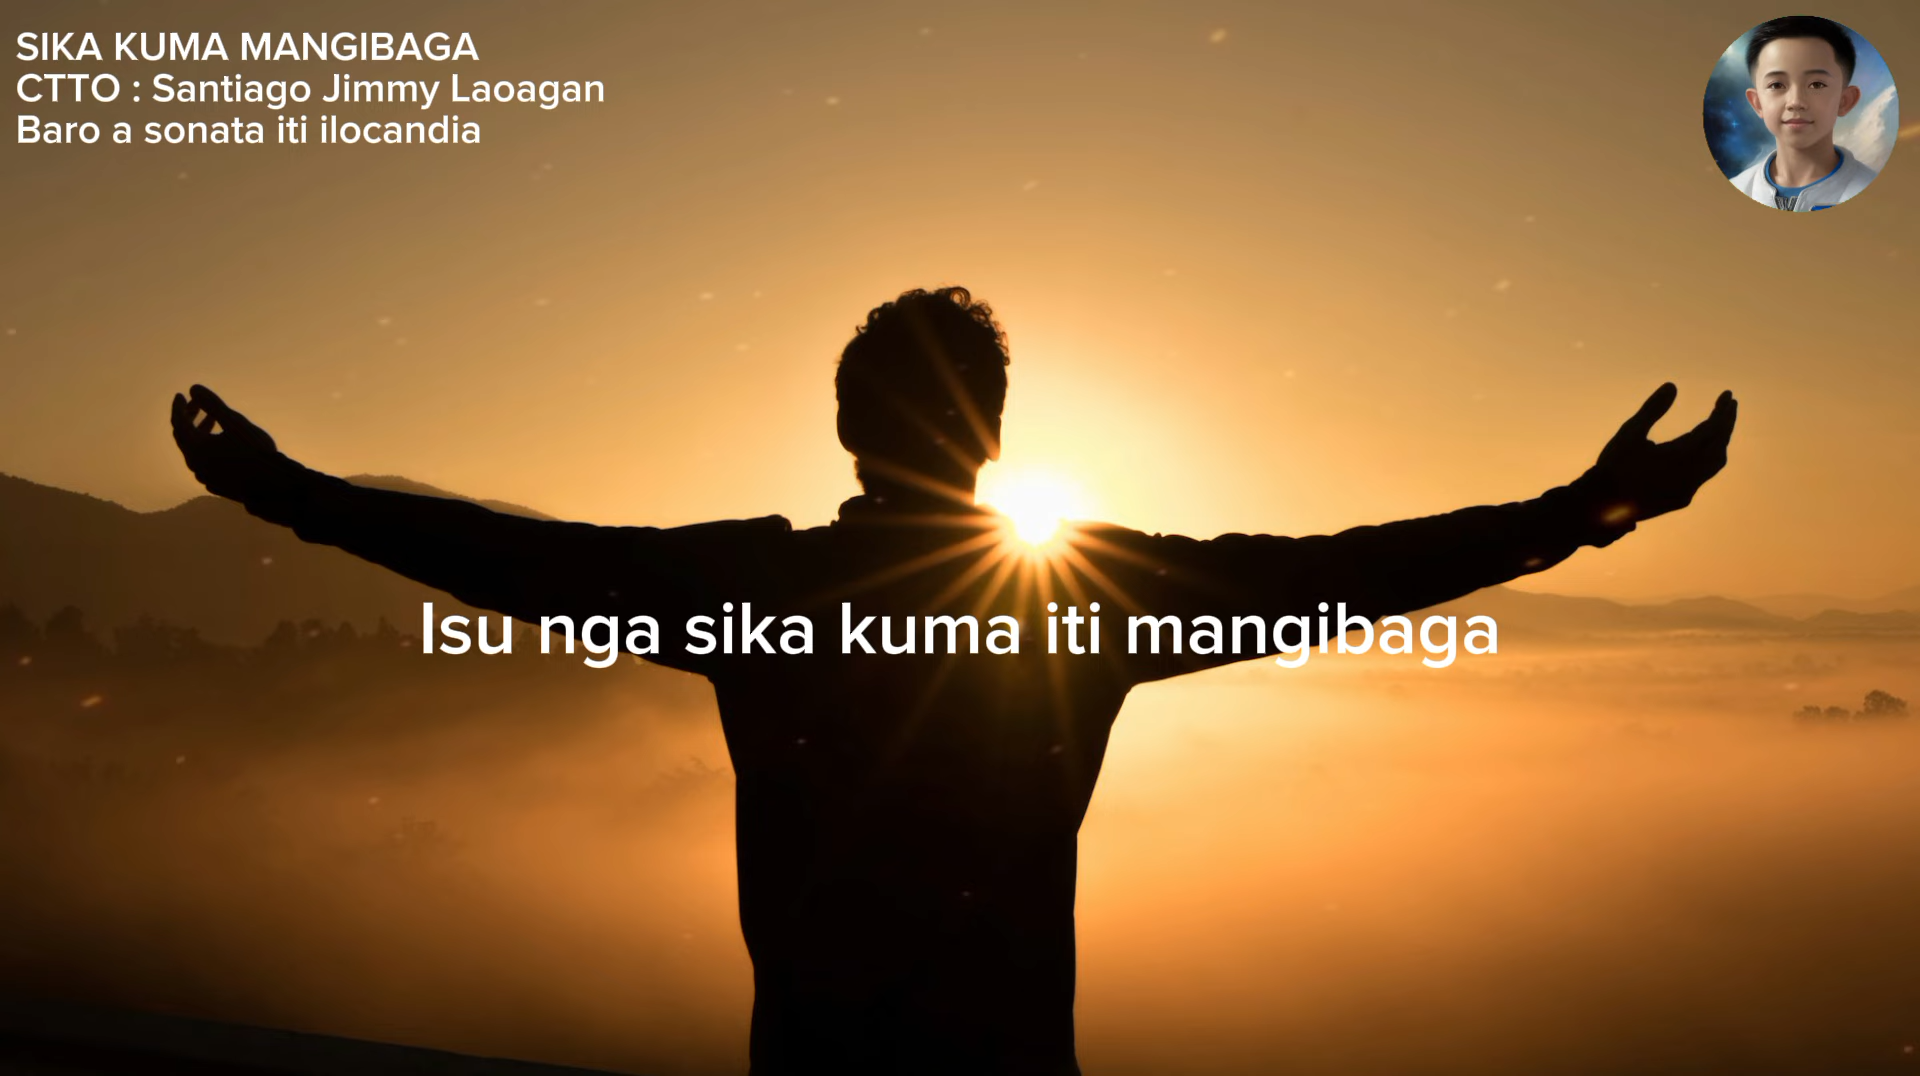 SIKA KUMA MANGIBAGA
CTTO : Santiago Jimmy Laoagan
Baro a sonata iti ilocandia
Isu nga sika kuma iti mangibaga